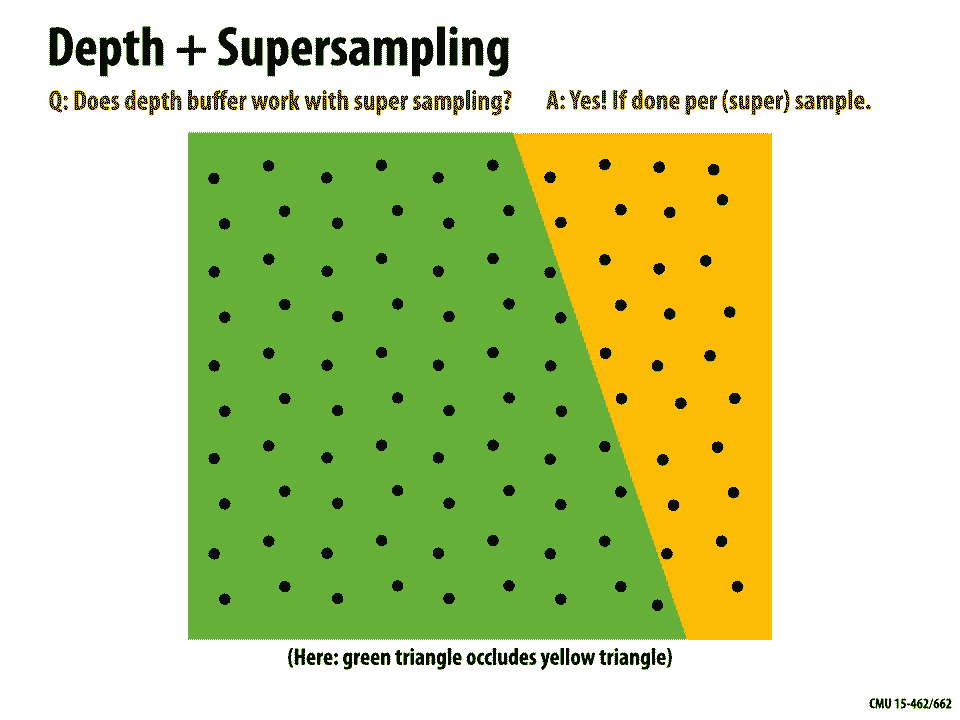 Depth + Supersampling
Q: Does depth buffer work with super sampling? A: Yes! If done per (super) sample.
(Here: green triangle occludes yellow triangle)
CMU 15-462/662